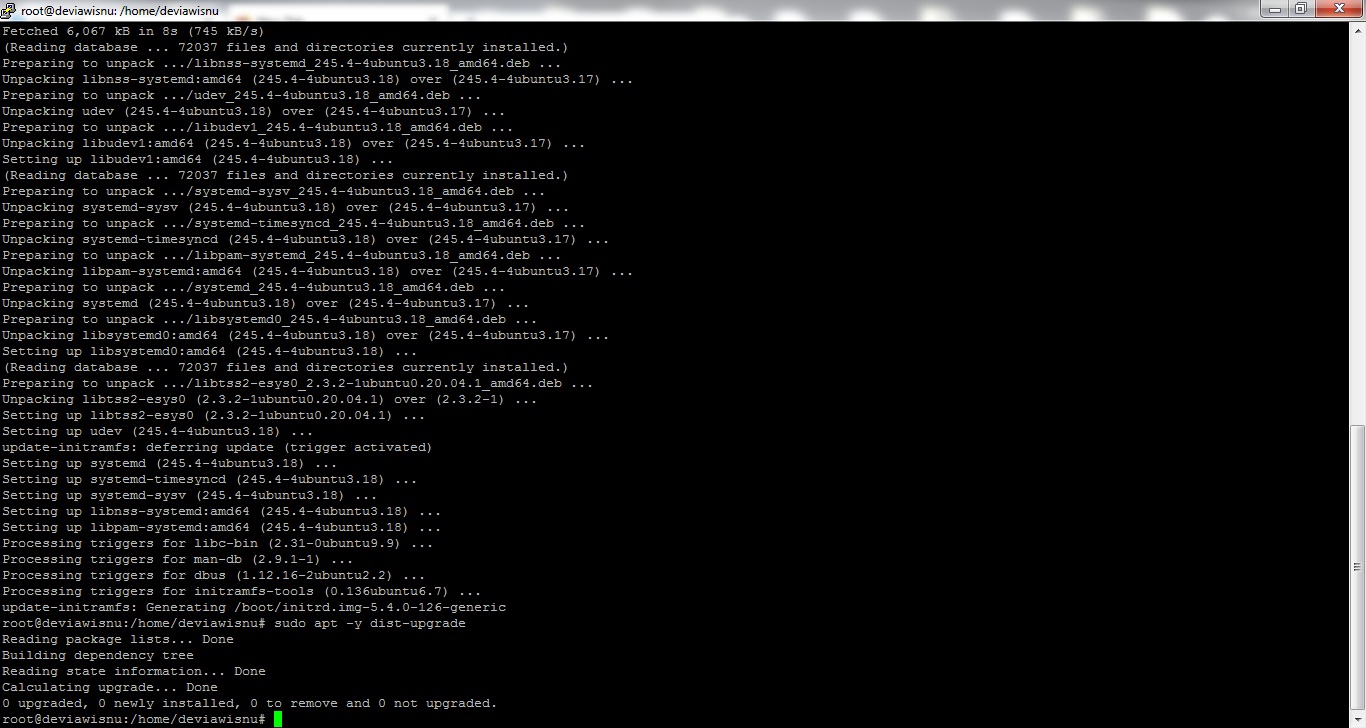 root@deviawisnu: /home/deviawisnu
Fetched 6,067 kB in 8s (745 kB/s)
(Reading database ... 72037 files and directories currently installed.)
Preparing to unpack .../libnss-systemd_245.4-4ubuntu3.18_amd64.deb ...
Unpacking libnss-systemd:amd64 (245.4-4ubuntu3.18) over (245.4-4ubuntu3.17) ...
Preparing to unpack .../udev_245.4-4ubuntu3.18_amd64.deb ...
Unpacking udev (245.4-4ubuntu3.18) over (245.4-4ubuntu3.17) ...
Preparing to unpack .../libudev1_245.4-4ubuntu3.18_amd64.deb ...
Unpacking libudev1:amd64 (245.4-4ubuntu3.18) over (245.4-4ubuntu3.17) ...
Setting up libudev1:amd64 (245.4-4ubuntu3.18) ...
(Reading database ... 72037 files and directories currently installed.)
Preparing to unpack .../systemd-sysv_245.4-4ubuntu3.18_amd64.deb ...
Unpacking systemd-sysv (245.4-4ubuntu3.18) over (245.4-4ubuntu3.17) ...
Preparing to unpack .../systemd-timesyncd_245.4-4ubuntu3.18_amd64.deb ...
Unpacking systemd-timesyncd (245.4-4ubuntu3.18) over (245.4-4ubuntu3.17) ...
Preparing to unpack .../libpam-systemd_245.4-4ubuntu3.18_amd64.deb ...
Unpacking libpam-systemd:amd64 (245.4-4ubuntu3.18) over (245.4-4ubuntu3.17) ...
Preparing to unpack .../systemd_245.4-4ubuntu3.18_amd64.deb ...
Unpacking systemd (245.4-4ubuntu3.18) over (245.4-4ubuntu3.17) ...
Preparing to unpack .../libsystemd0_245.4-4ubuntu3.18_amd64.deb ...
Unpacking libsystemd0:amd64 (245.4-4ubuntu3.18) over (245.4-4ubuntu3.17) ...
Setting up libsystemd0:amd64 (245.4-4ubuntu3.18) ...
(Reading database ... 72037 files and directories currently installed.)
Preparing to unpack .../libtss2-esys0_2.3.2-1ubuntu0.20.04.1_amd64.deb ...
Unpacking libtss2-esys0 (2.3.2-1ubuntu0.20.04.1) over (2.3.2-1) ...
Setting up libtss2-esys0 (2.3.2-1ubuntu0.20.04.1) ...
Setting up udev (245.4-4ubuntu3.18) ...
update-initramfs: deferring update (trigger activated)
Setting up systemd (245.4-4ubuntu3.18) ...
Setting up systemd-timesyncd (245.4-4ubuntu3.18) ...
Setting up systemd-sysv (245.4-4ubuntu3.18) ...
Setting up libnss-systemd:amd64 (245.4-4ubuntu3.18) ...
Setting up libpam-systemd:amd64 (245.4-4ubuntu3.18) ...
Processing triggers for libc-bin (2.31-0ubuntu9.9) ...
Processing triggers for man-db (2.9.1-1) ...
Processing triggers for dbus (1.12.16-2ubuntu2.2) ...
Processing triggers for initramfs-tools (0.136ubuntu6.7) ...
update-initramfs: Generating /boot/initrd.img-5.4.0-126-generic
root@deviawisnu:/home/deviawisnu# sudo apt -y dist-upgrade
Reading package lists... Done
Building dependency tree
Reading state information... Done
Calculating upgrade... Done
0 upgraded, 0 newly installed, 0 to remove and 0 not upgraded.
root@deviawisnu:/home/deviawisnu#